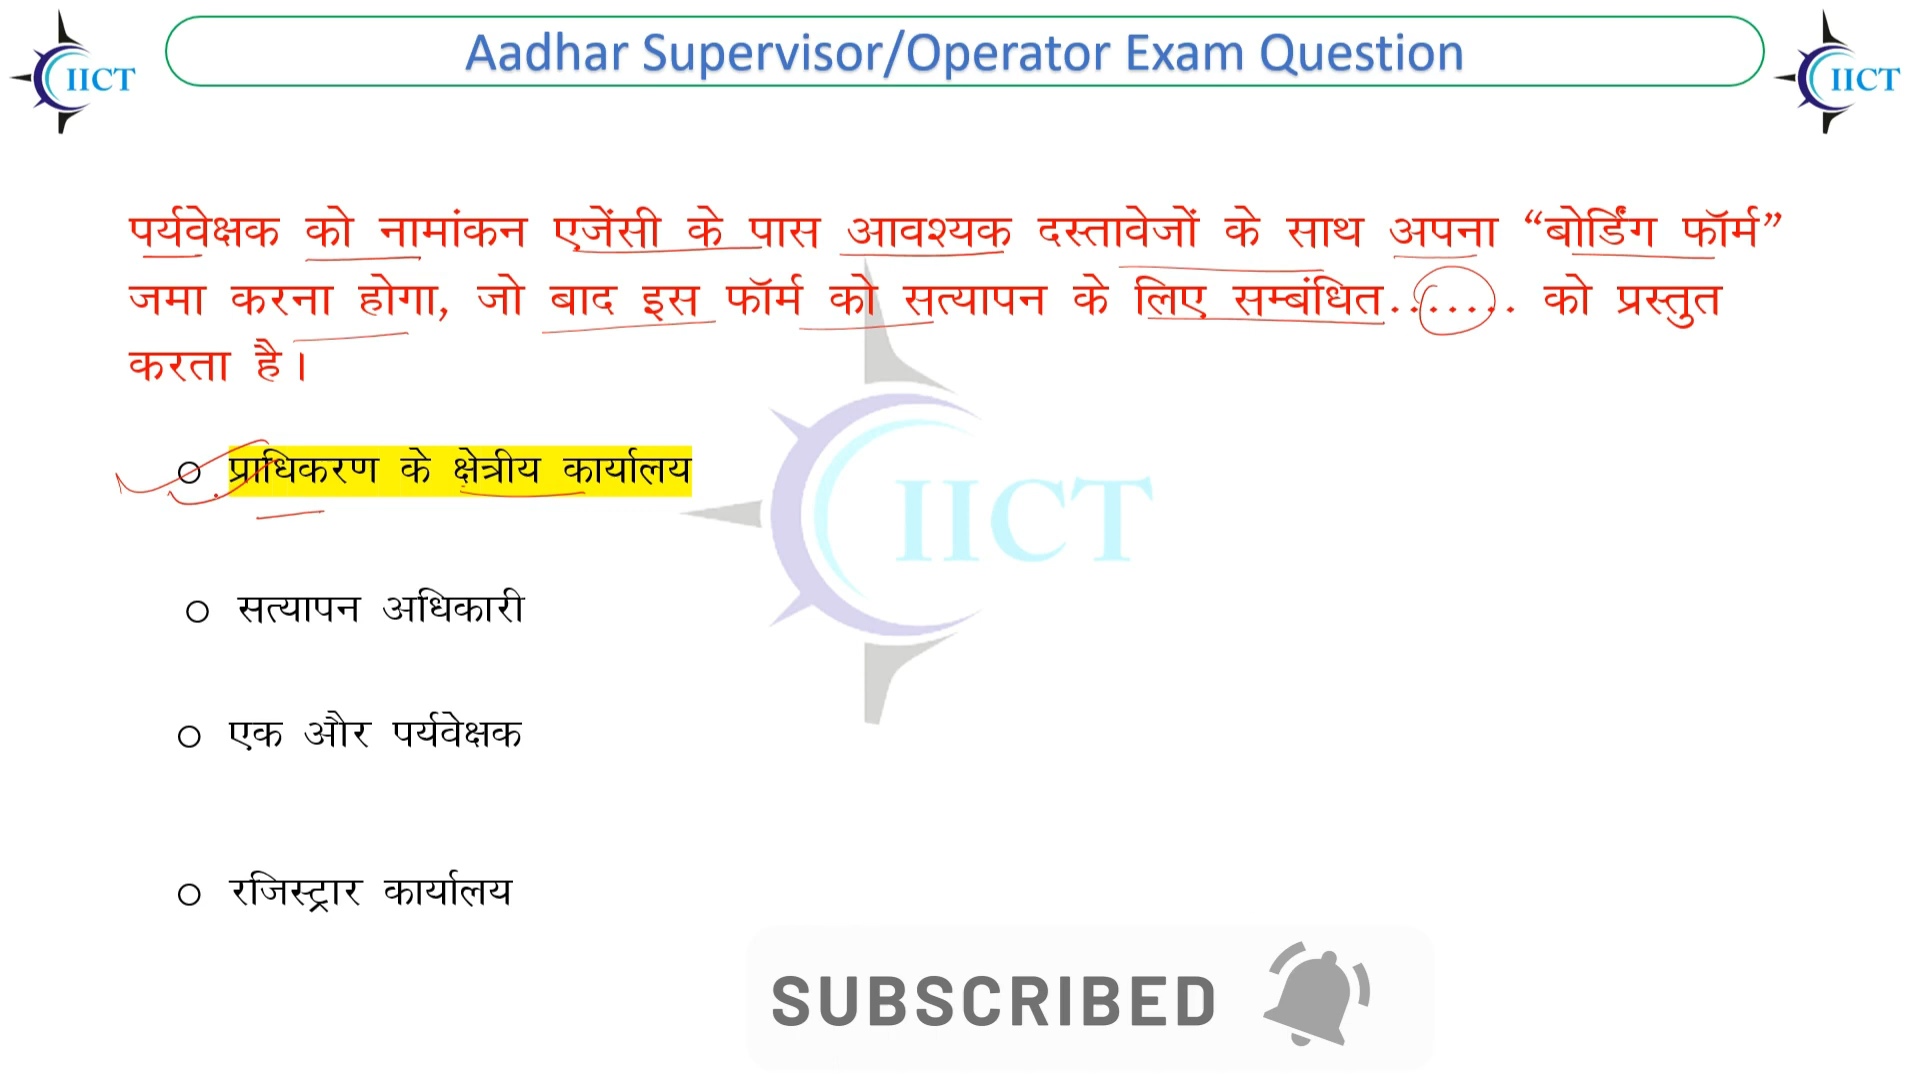 IICT
Aadhar Supervisor/Operator Exam Question
IICT
पर्यवेक्षक को नामांकन एजेंसी के पास आवश्यक दस्तावेजों के साथ अपना “बोर्डिंग फॉर्म”
जमा करना होगा, जो बाद इस फॉर्म को सत्यापन के लिए सम्बंधित........ को प्रस्तुत
करता है।
○ प्राधिकरण के क्षेत्रीय कार्यालय
IICT
○ सत्यापन अधिकारी
○ एक और पर्यवेक्षक
○ रजिस्ट्रार कार्यालय
SUBSCRIBED